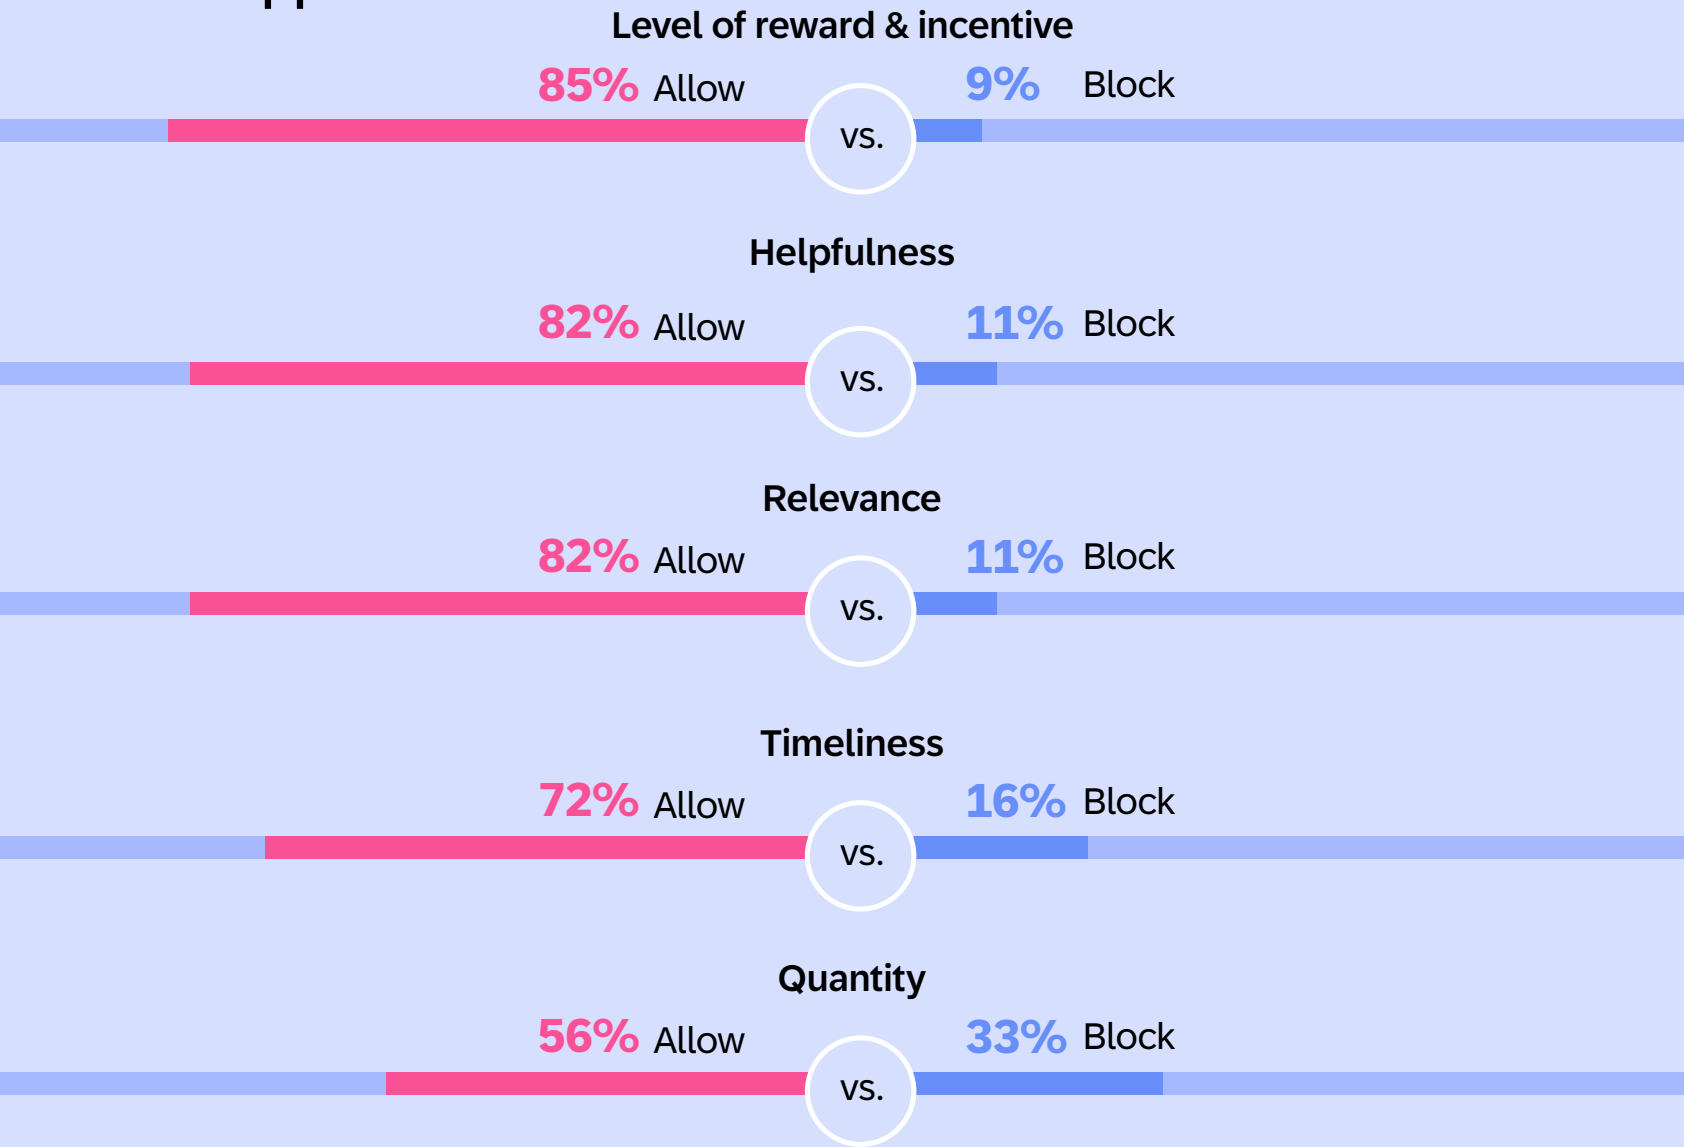 Level of reward & incentive
85% Allow
vs.
9% Block
Helpfulness
82% Allow
vs.
11% Block
Relevance
82% Allow
vs.
11% Block
Timeliness
72% Allow
vs.
16% Block
Quantity
56% Allow
vs.
33% Block